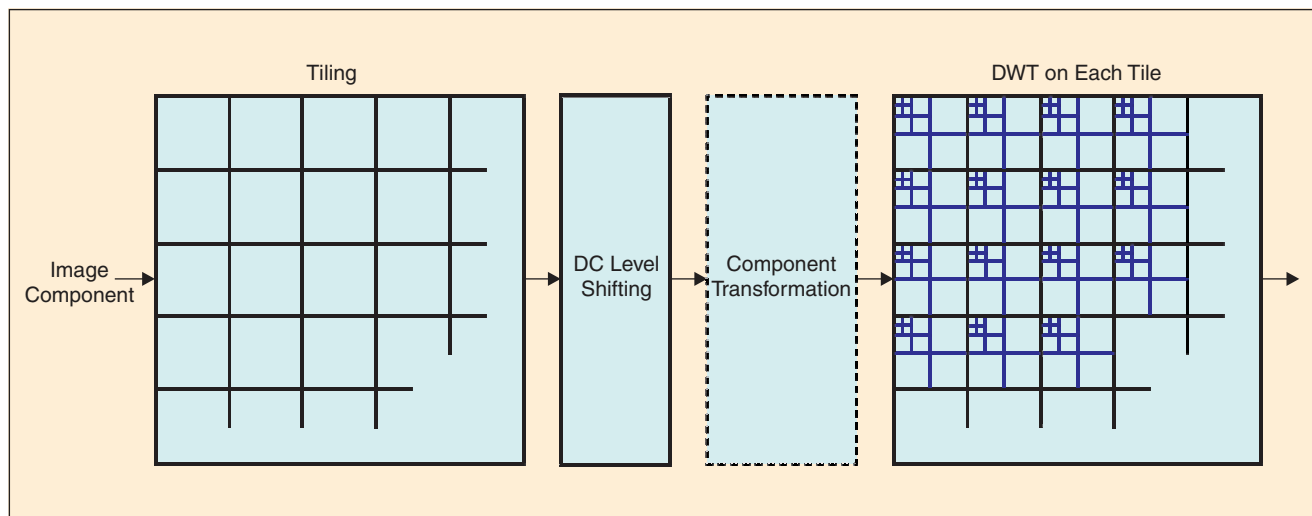 Tiling
DWT on Each Tile
Image
Component
DC Level
Shifting
Component
Transformation